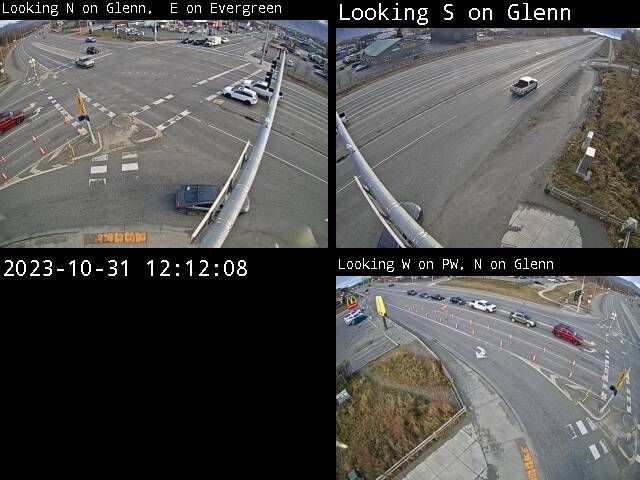 Looking N on Glenn,  E on Evergreen
Looking S on Glenn
2023-10-31 12:12:08
Looking W on PW, N on Glenn